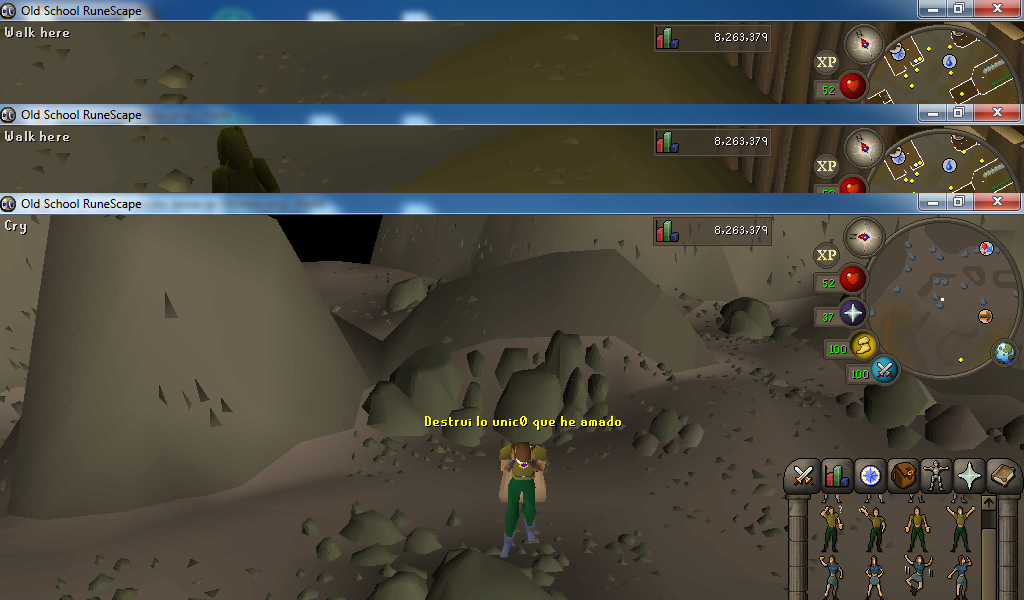 Old School RuneScape
Walk here
8,263,379
XP
52
Old School RuneScape
Walk here
8,263,379
XP
Old School RuneScape
Cry
8,263,379
XP
52
37
100
100
Destrui lo unic0 que he amado